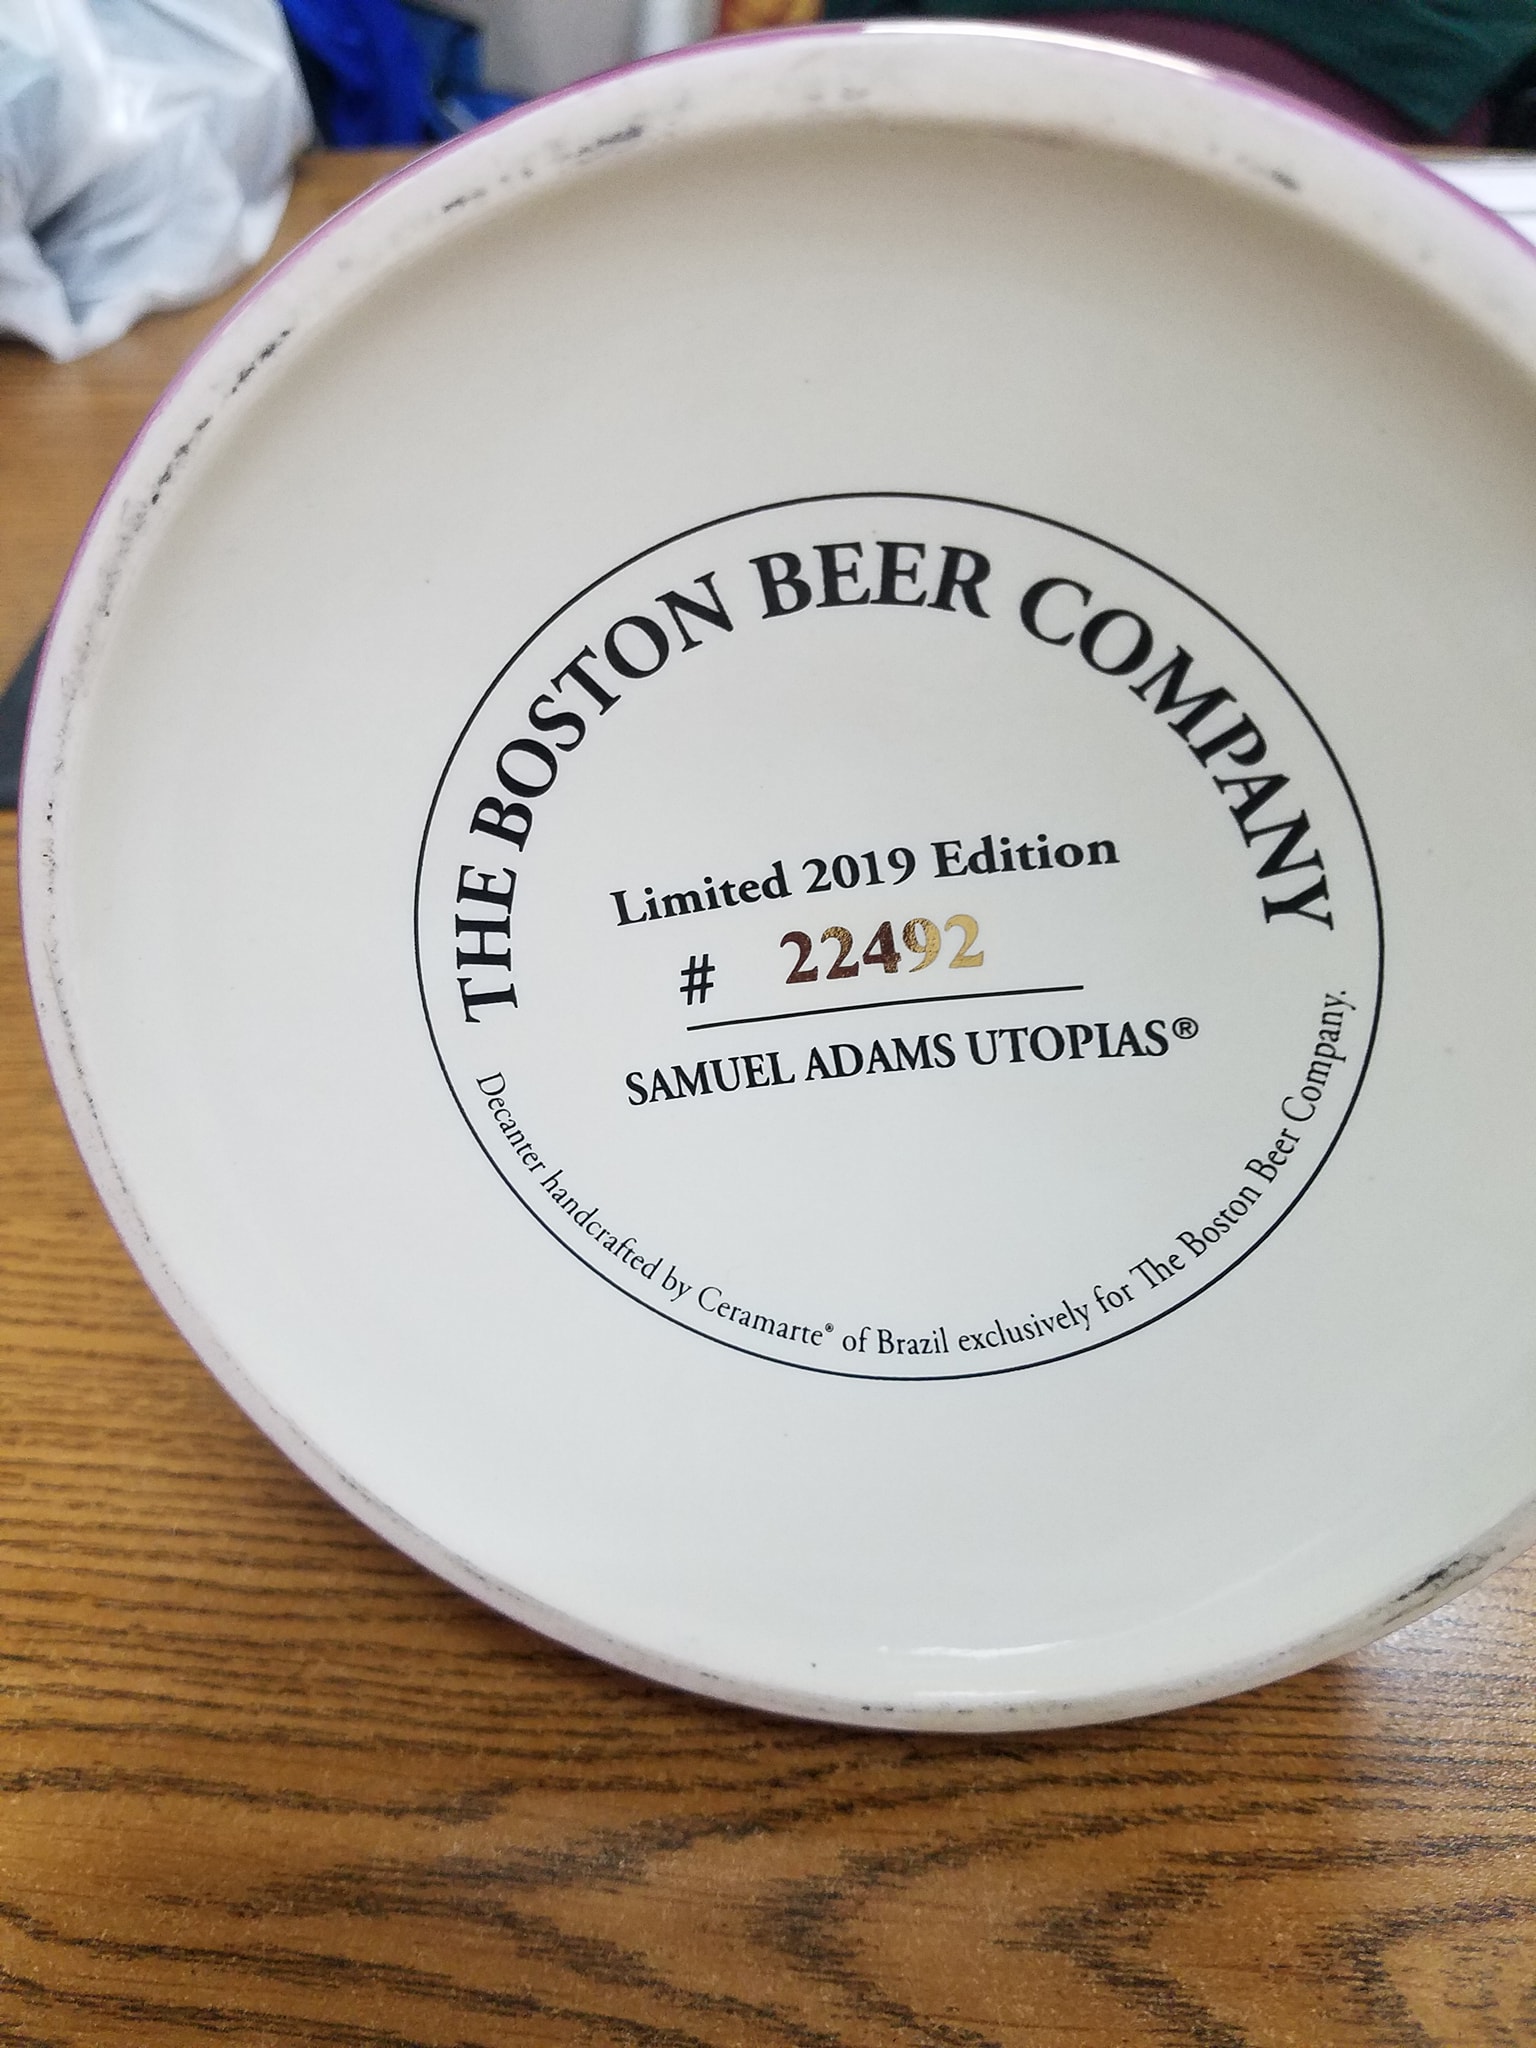 THE BOSTON BEER COMPANY
Limited 2019 Edition
# 22492
SAMUEL ADAMS UTOPIAS®
Decanter handcrafted by Ceramarte® of Brazil exclusively for The Boston Beer Company.